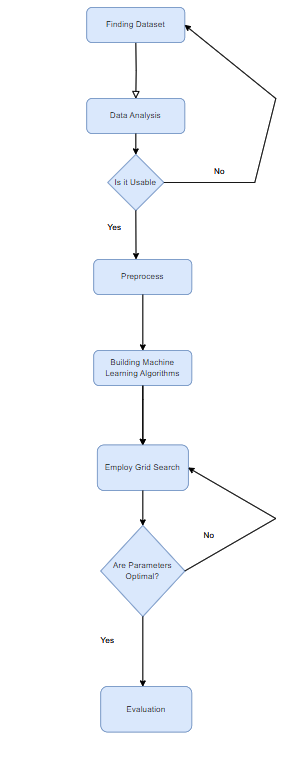 Finding Dataset
Data Analysis
Is it Usable
No
Yes
Preprocess
Building Machine
Learning Algorithms
Employ Grid Search
No
Are Parameters
Optimal?
Yes
Evaluation